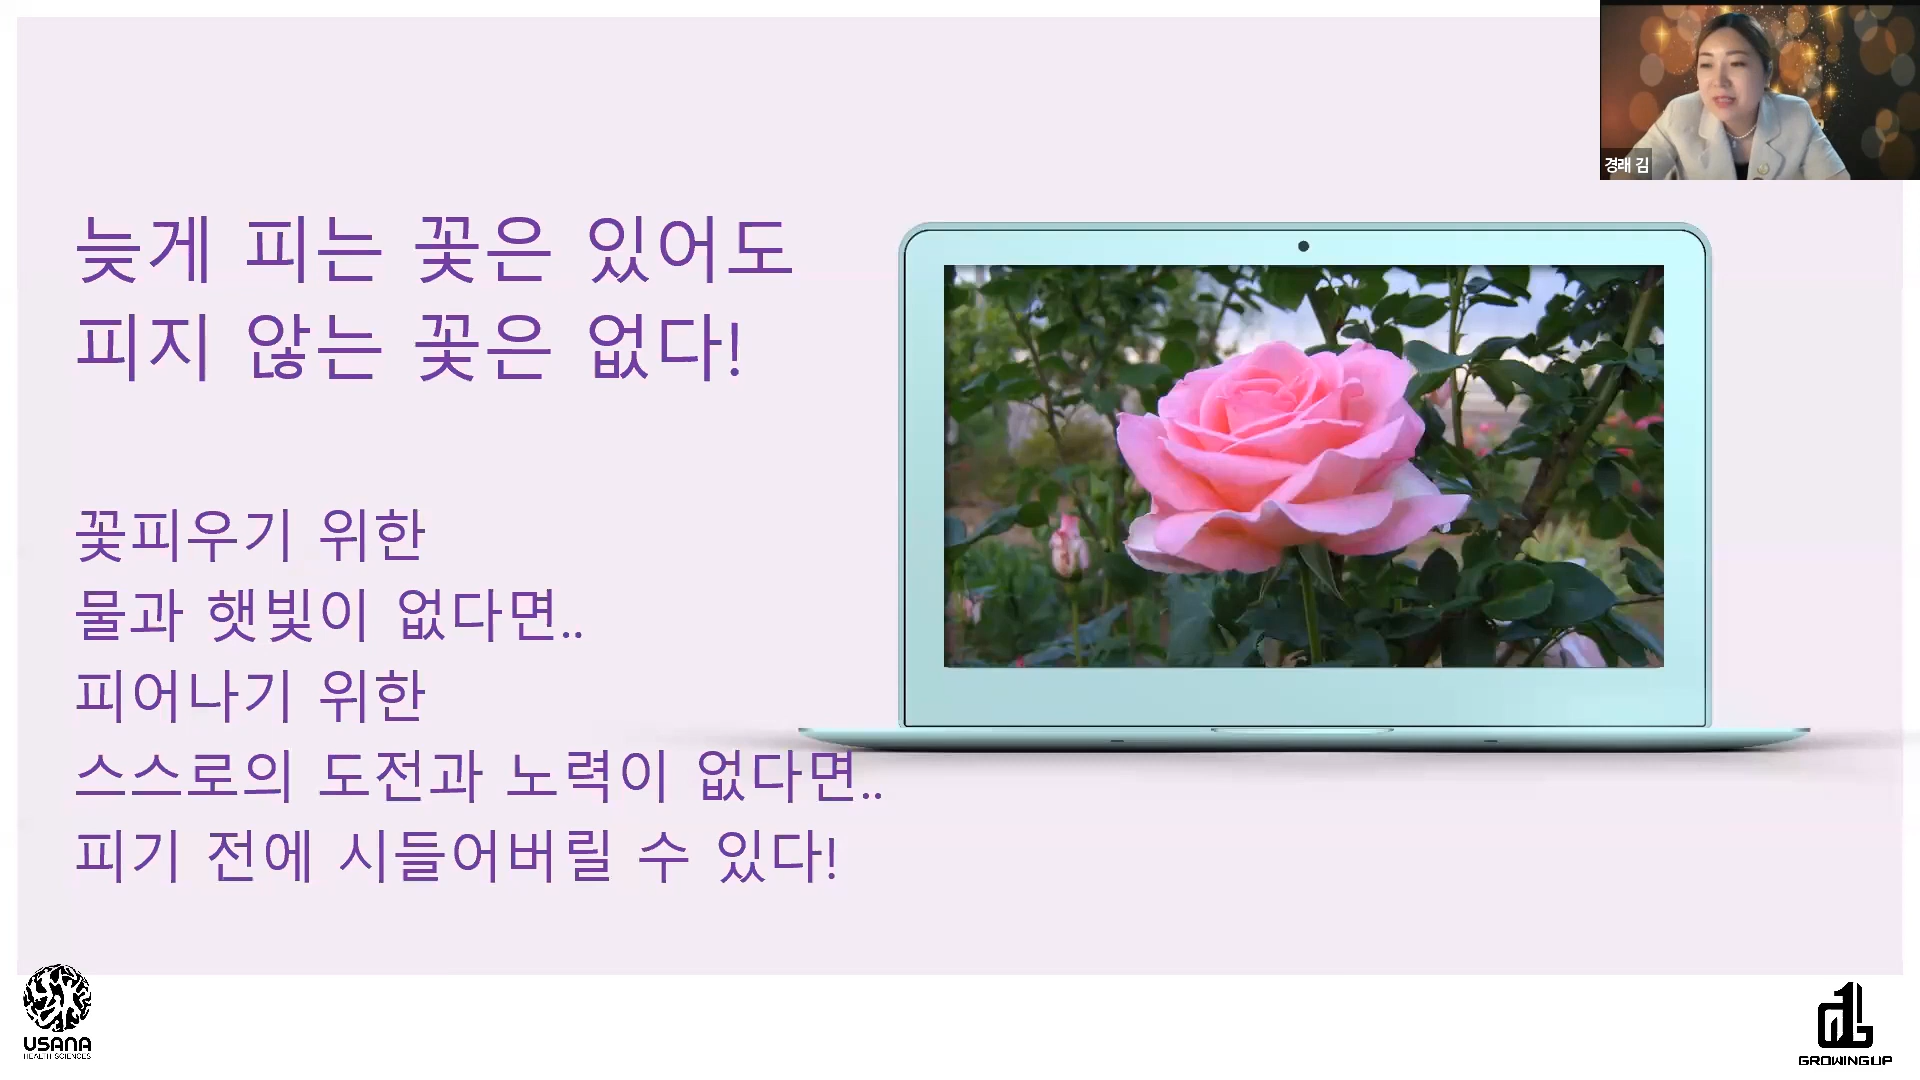 경래 김
늦게 피는 꽃은 있어도
피지 않는 꽃은 없다!
꽃피우기 위한
물과 햇빛이 없다면..
피어나기 위한
스스로의 도전과 노력이 없다면..
피기 전에 시들어버릴 수 있다!
USANA
HEALTH SCIENCES
GROWINGUP